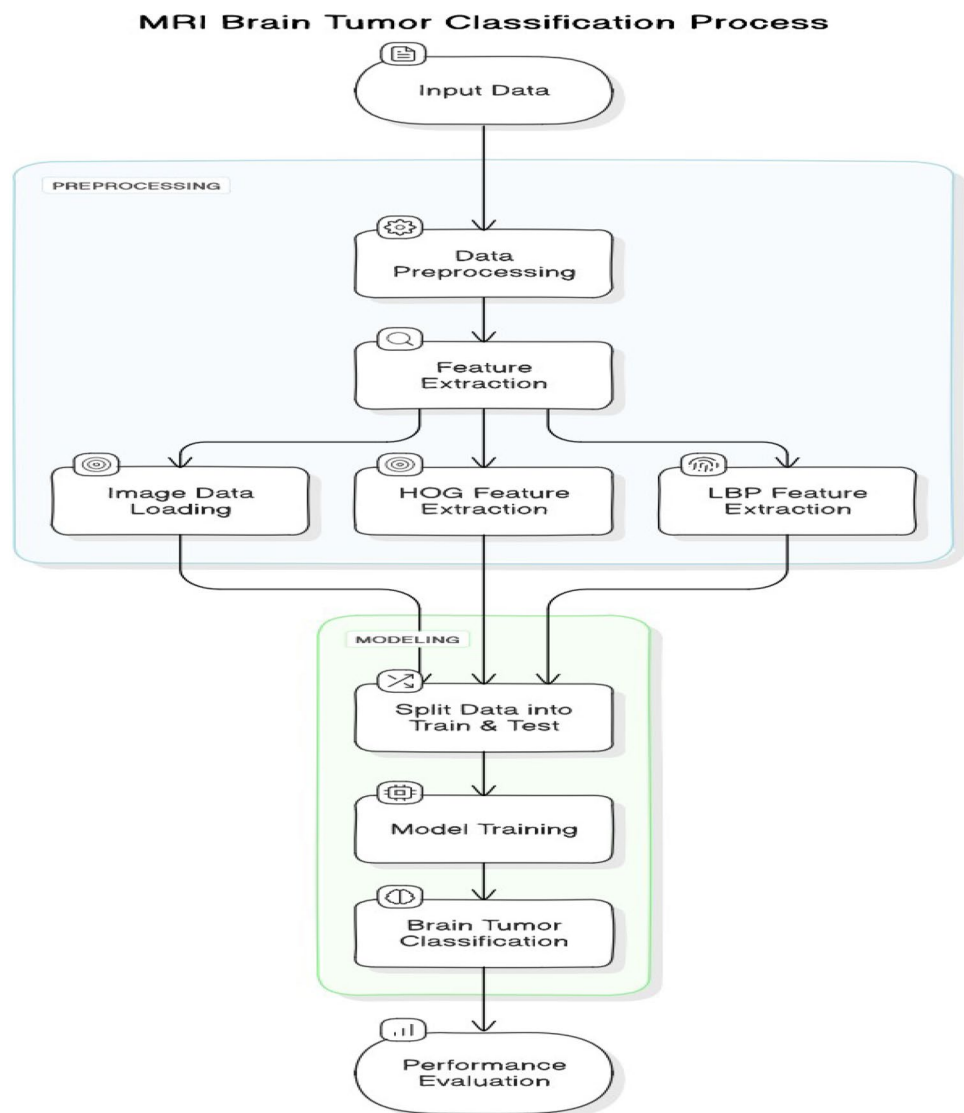 MRI Brain Tumor Classification Process
Input Data
PREPROCESSING
Data
Preprocessing
Feature
Extraction
Image Data
Loading
HOG Feature
Extraction
LBP Feature
Extraction
MODELING
Split Data into
Train & Test
Model Training
Brain Tumor
Classification
Performance
Evaluation